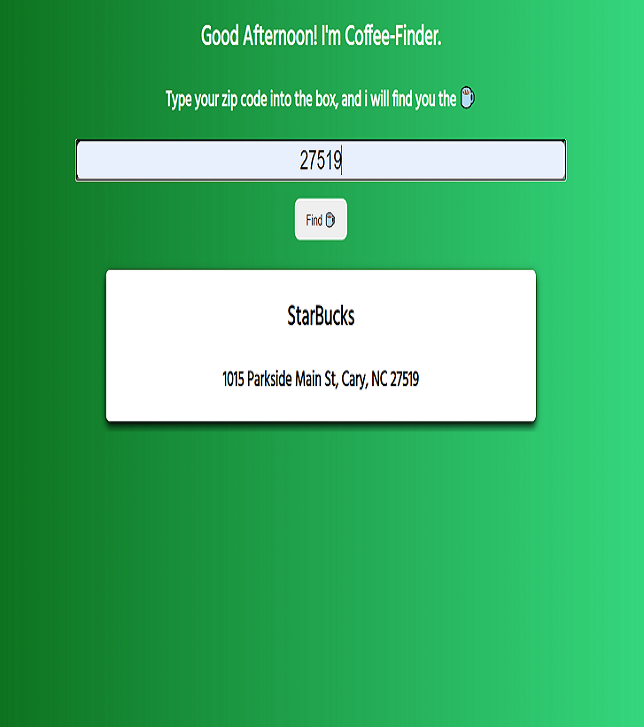 Good Afternoon! I'm Coffee-Finder.
Type your zip code into the box, and i will find you the ☕
27519
Find ☕
StarBucks
1015 Parkside Main St, Cary, NC 27519